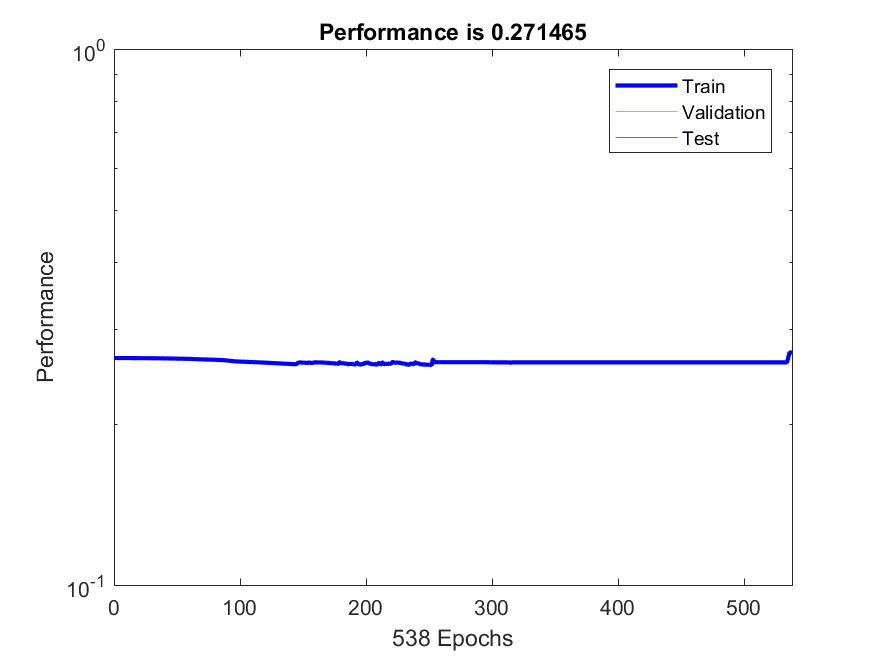 Performance is 0.271465
10^0
Train
Validation
Test
Performance
10^-1
0 100 200 300 400 500
538 Epochs